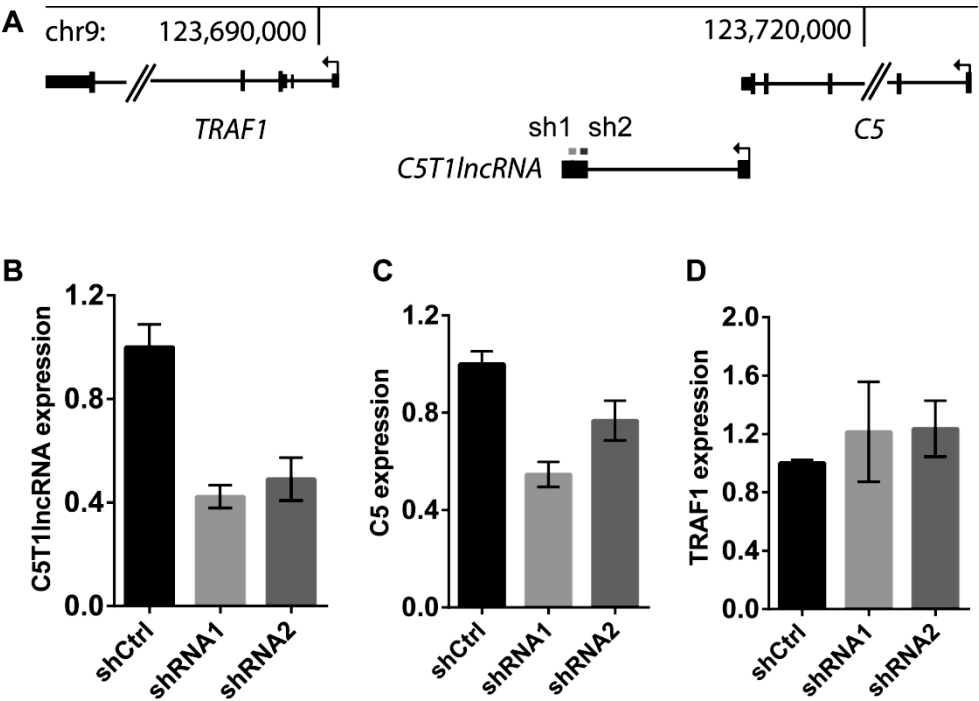 A
chr9: 123,690,000 123,720,000
TRAF1 C5
sh1 sh2
C5T1lncRNA
B
C5T1lncRNA expression
1.2
0.8
0.4
0.0
shCtrl
shRNA1
shRNA2
C
C5 expression
1.2
0.8
0.4
0.0
shCtrl
shRNA1
shRNA2
D
TRAF1 expression
2.0
1.6
1.2
0.8
0.4
0.0
shCtrl
shRNA1
shRNA2